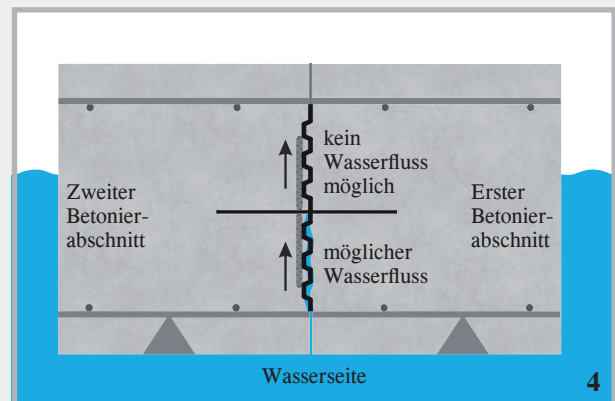 kein
Wasserfluss
möglich
Zweiter
Betonier-
abschnitt
Erster
Betonier-
abschnitt
möglicher
Wasserfluss
Wasserseite
4